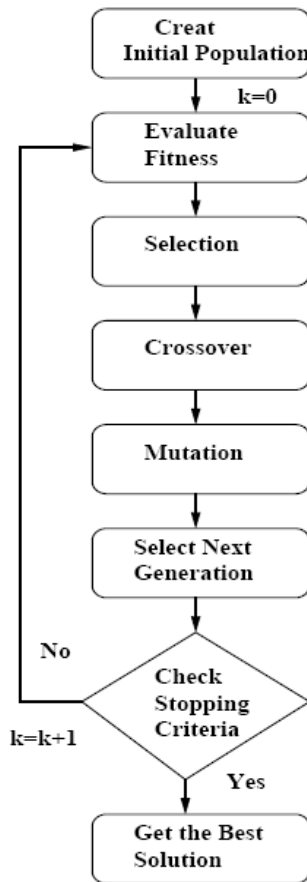 Creat
Initial Population
k=0
Evaluate
Fitness
Selection
Crossover
Mutation
Select Next
Generation
No
Check
Stopping
Criteria
k=k+1
Yes
Get the Best
Solution